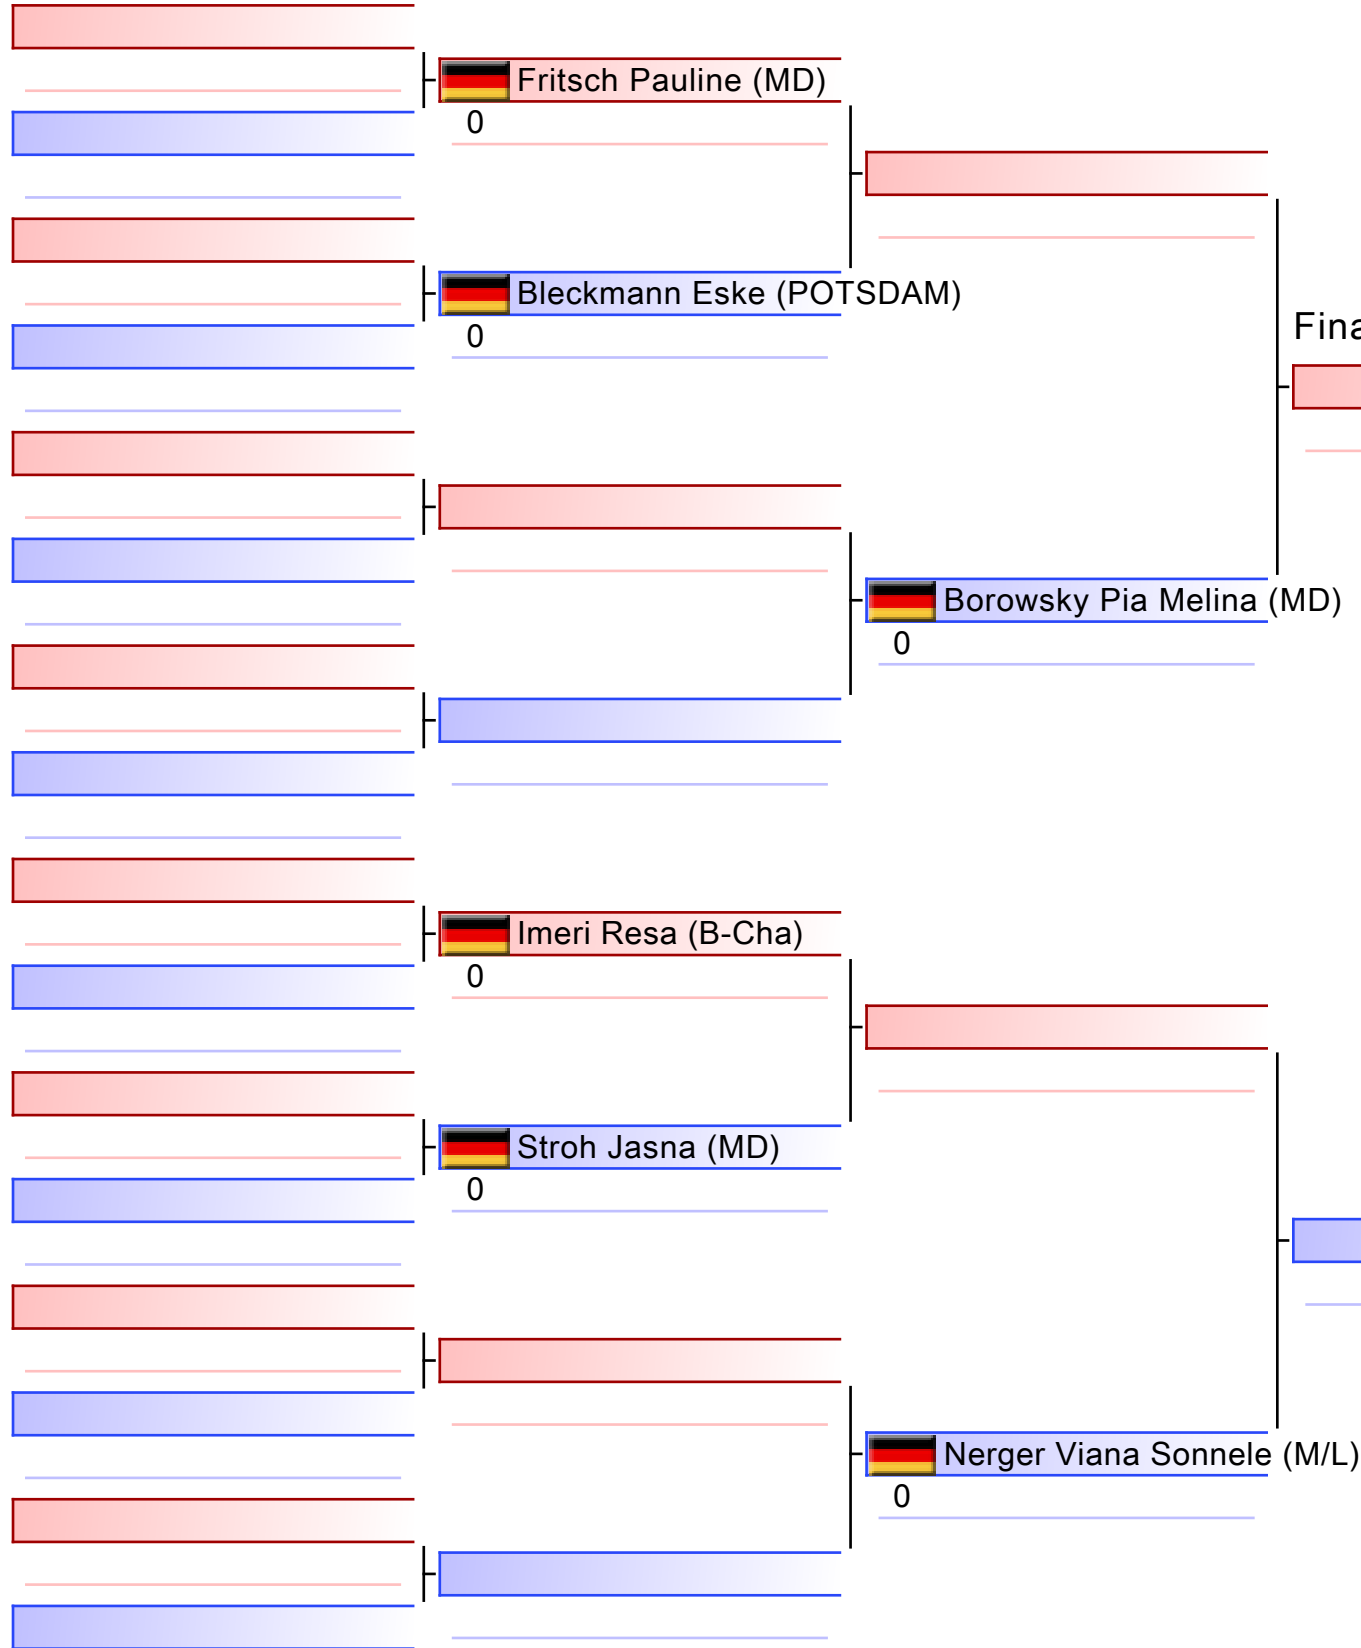 Fritsch Pauline (MD)
0
Bleckmann Eske (POTSDAM)
0
Fina
Borowsky Pia Melina (MD)
0
Imeri Resa (B-Cha)
0
Stroh Jasna (MD)
0
Nerger Viana Sonnele (M/L)
0